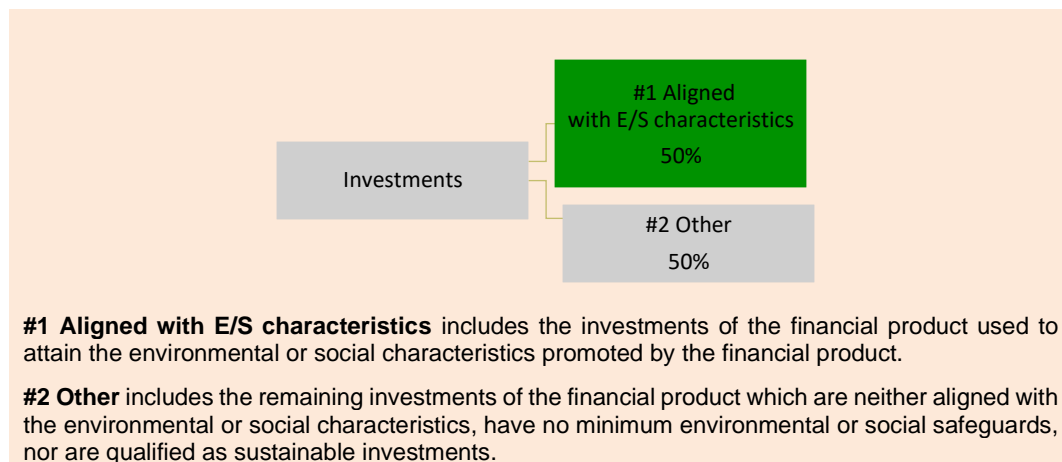 #1 Aligned
with E/S characteristics
50%
Investments
#2 Other
50%
#1 Aligned with E/S characteristics includes the investments of the financial product used to
attain the environmental or social characteristics promoted by the financial product.
#2 Other includes the remaining investments of the financial product which are neither aligned with
the environmental or social characteristics, have no minimum environmental or social safeguards,
nor are qualified as sustainable investments.